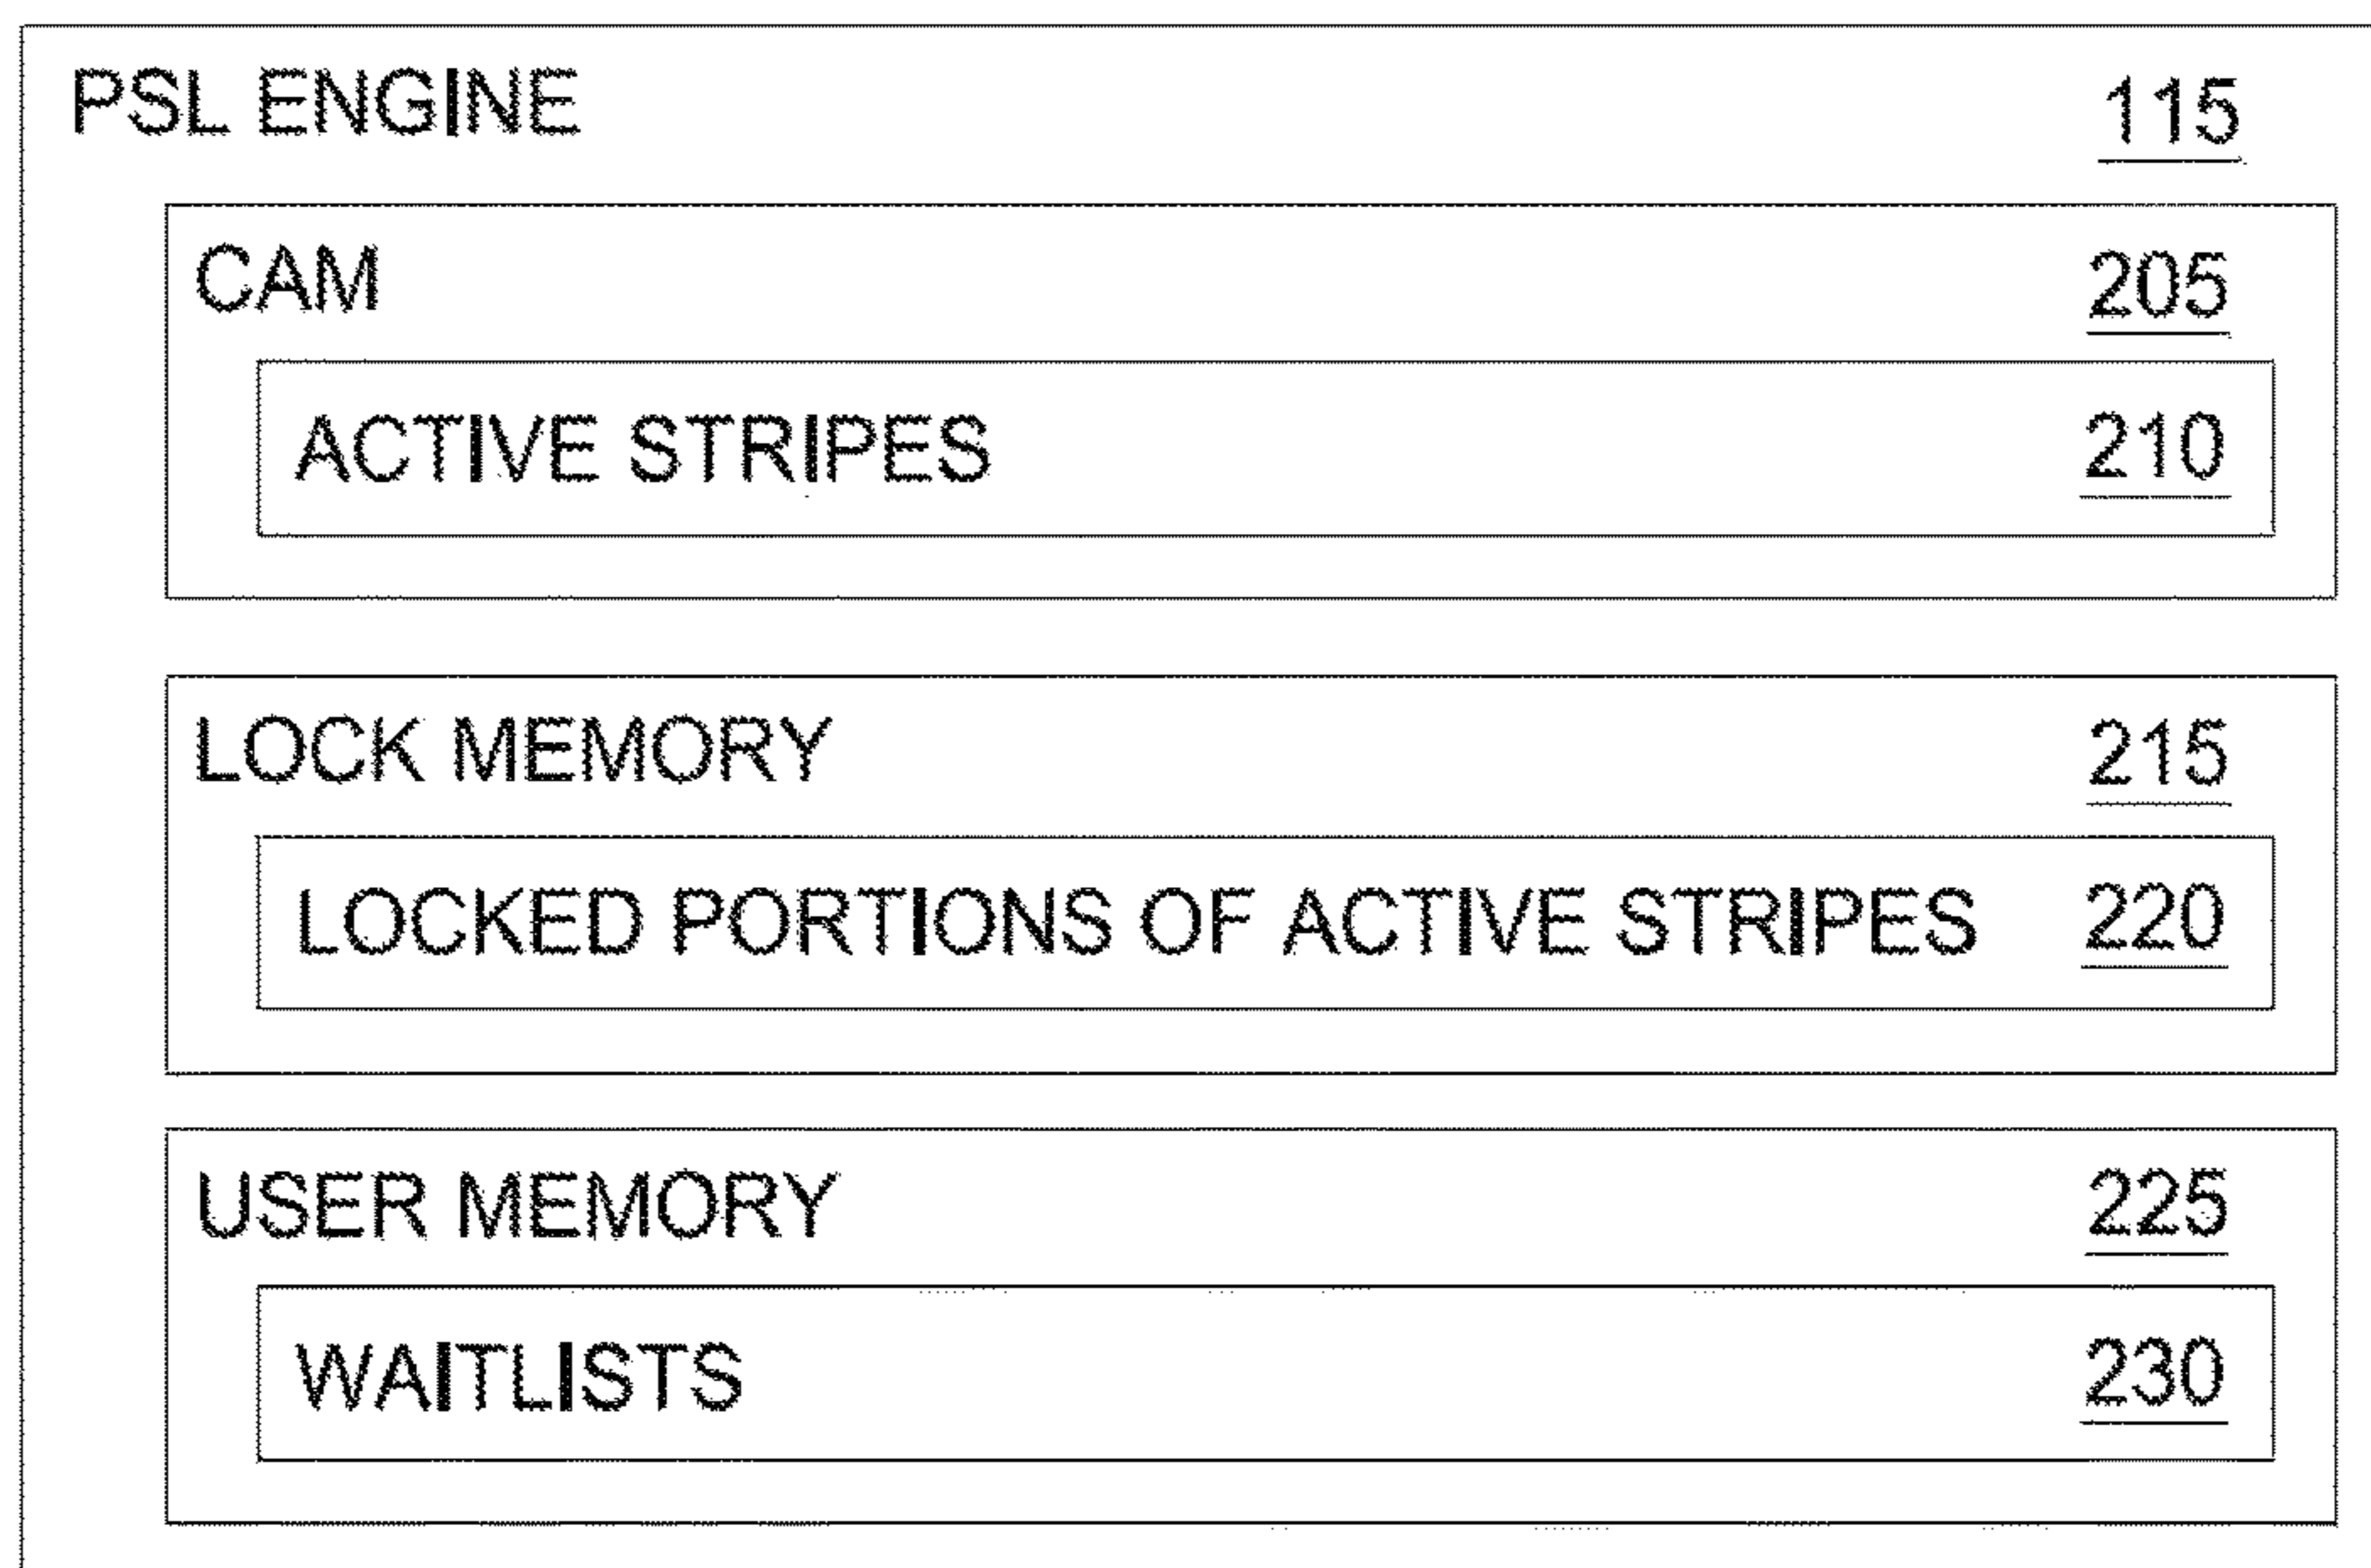 PSL ENGINE 115
CAM 205
ACTIVE STRIPES 210
LOCK MEMORY 215
LOCKED PORTIONS OF ACTIVE STRIPES 220
USER MEMORY 225
WAITLISTS 230